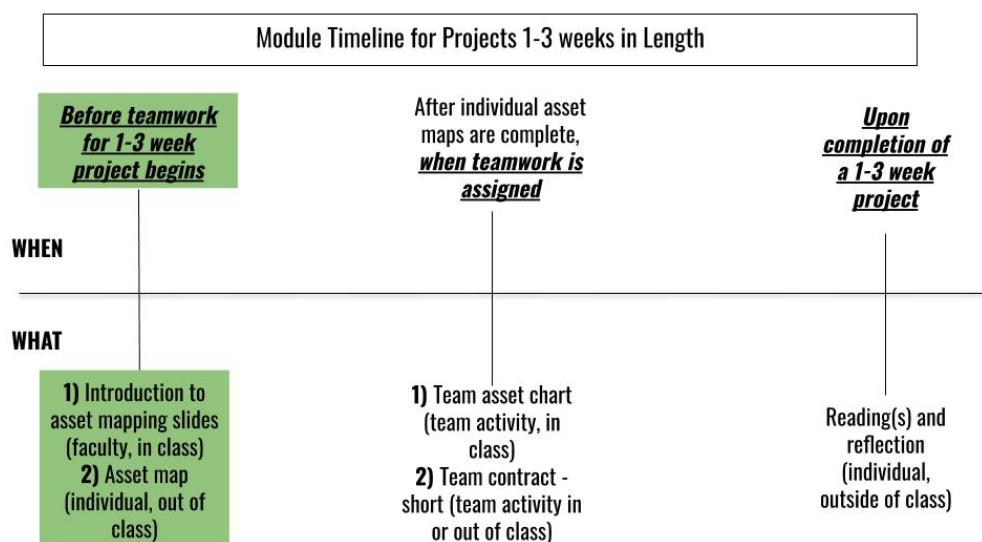 Module Timeline for Projects 1-3 weeks in Length
Before teamwork
for 1-3 week
project begins
After individual asset
maps are complete,
when teamwork is
assigned
Upon
completion of
a 1-3 week
project
WHEN
WHAT
1) Introduction to
asset mapping slides
(faculty, in class)
2) Asset map
(individual, out of
class)
1) Team asset chart
(team activity, in
class)
2) Team contract -
short (team activity in
or out of class)
Reading(s) and
reflection
(individual,
outside of class)